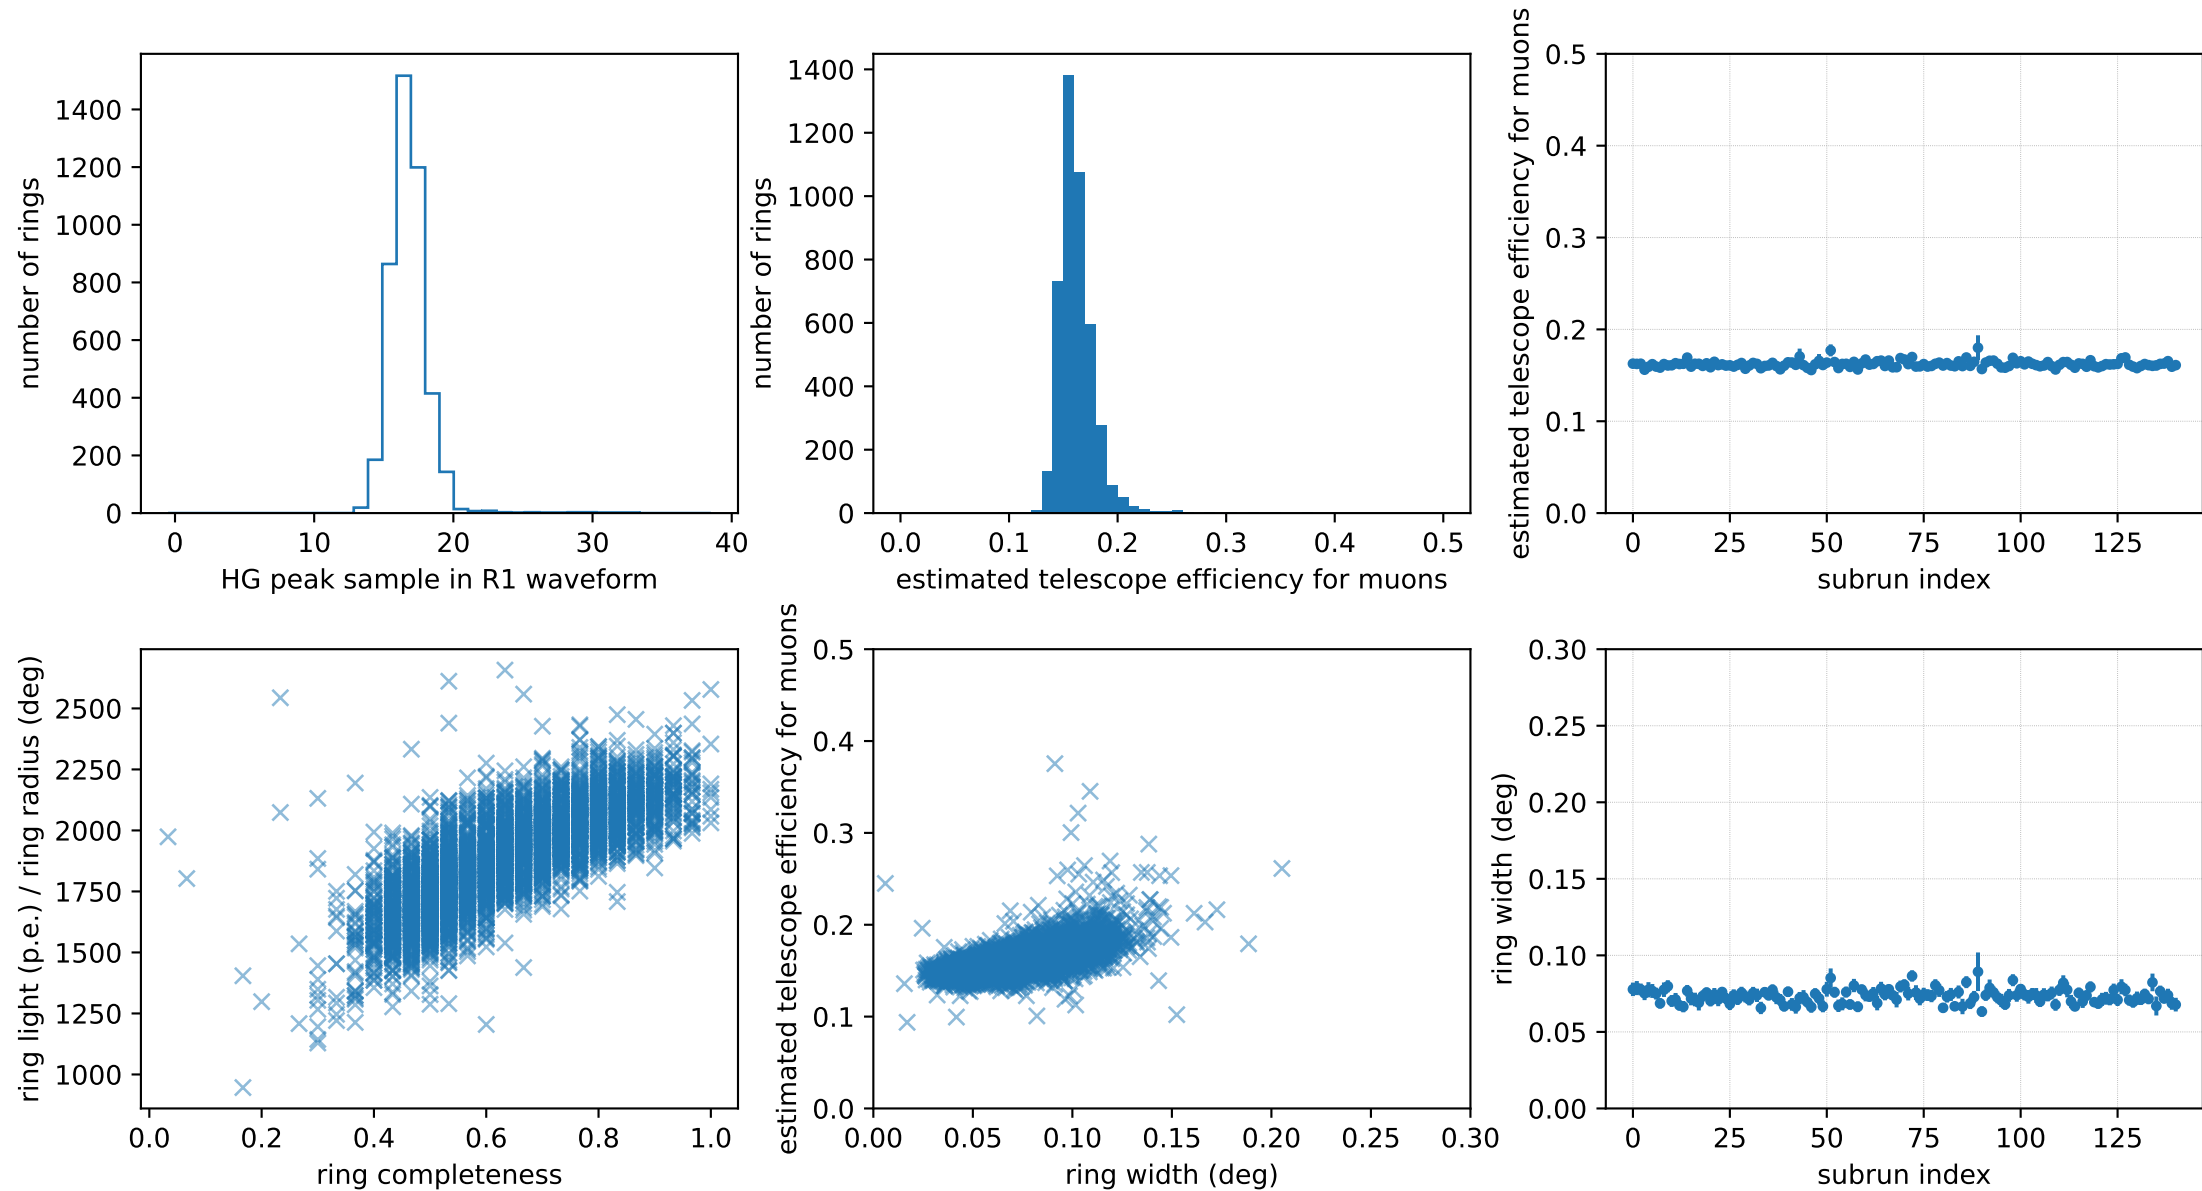 number of rings
1400
1200
1000
800
600
400
200
0
0 10 20 30 40
HG peak sample in R1 waveform
number of rings
1400
1200
1000
800
600
400
200
0
0.0 0.1 0.2 0.3 0.4 0.5
estimated telescope efficiency for muons
estimated telescope efficiency for muons
0.5
0.4
0.3
0.2
0.1
0.0
0 25 50 75 100 125
subrun index
ring light (p.e.) / ring radius (deg)
2500
2250
2000
1750
1500
1250
1000
0.0 0.2 0.4 0.6 0.8 1.0
ring completeness
estimated telescope efficiency for muons
0.5
0.4
0.3
0.2
0.1
0.0
0.00 0.05 0.10 0.15 0.20 0.25 0.30
ring width (deg)
ring width (deg)
0.30
0.25
0.20
0.15
0.10
0.05
0.00
0 25 50 75 100 125
subrun index